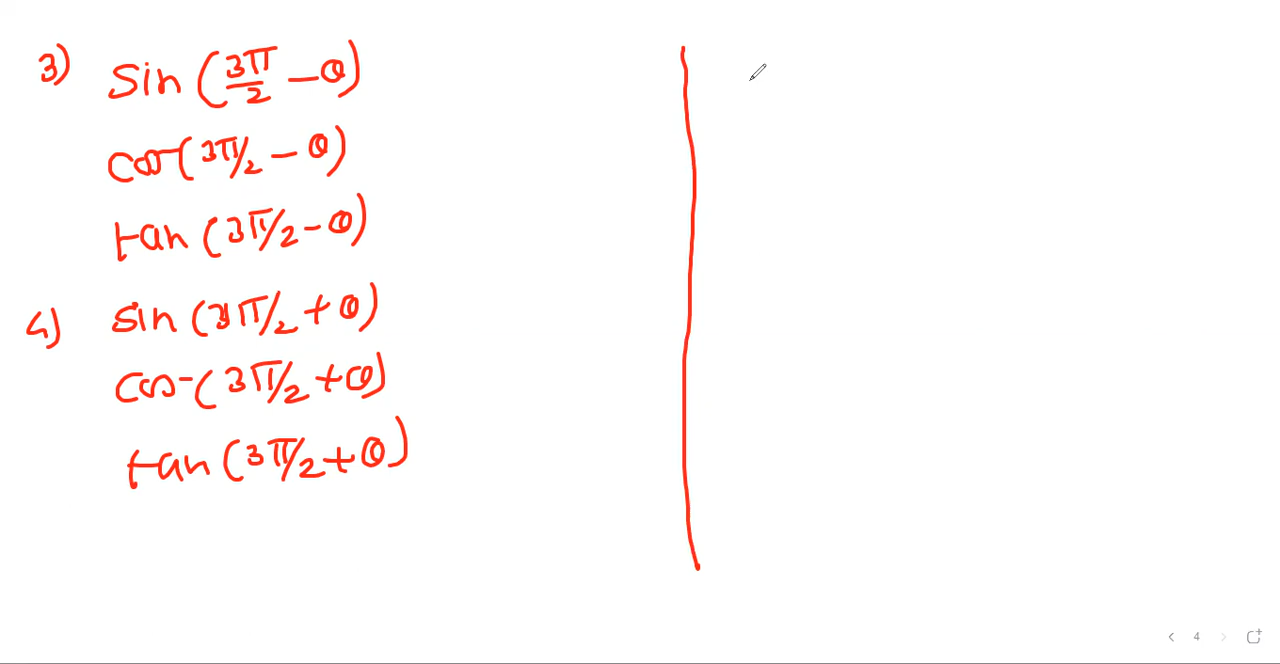 3) sin (3π/2 - θ)
cos (3π/2 - θ)
tan (3π/2 - θ)
4) sin (3π/2 + θ)
cos (3π/2 + θ)
tan (3π/2 + θ)
4